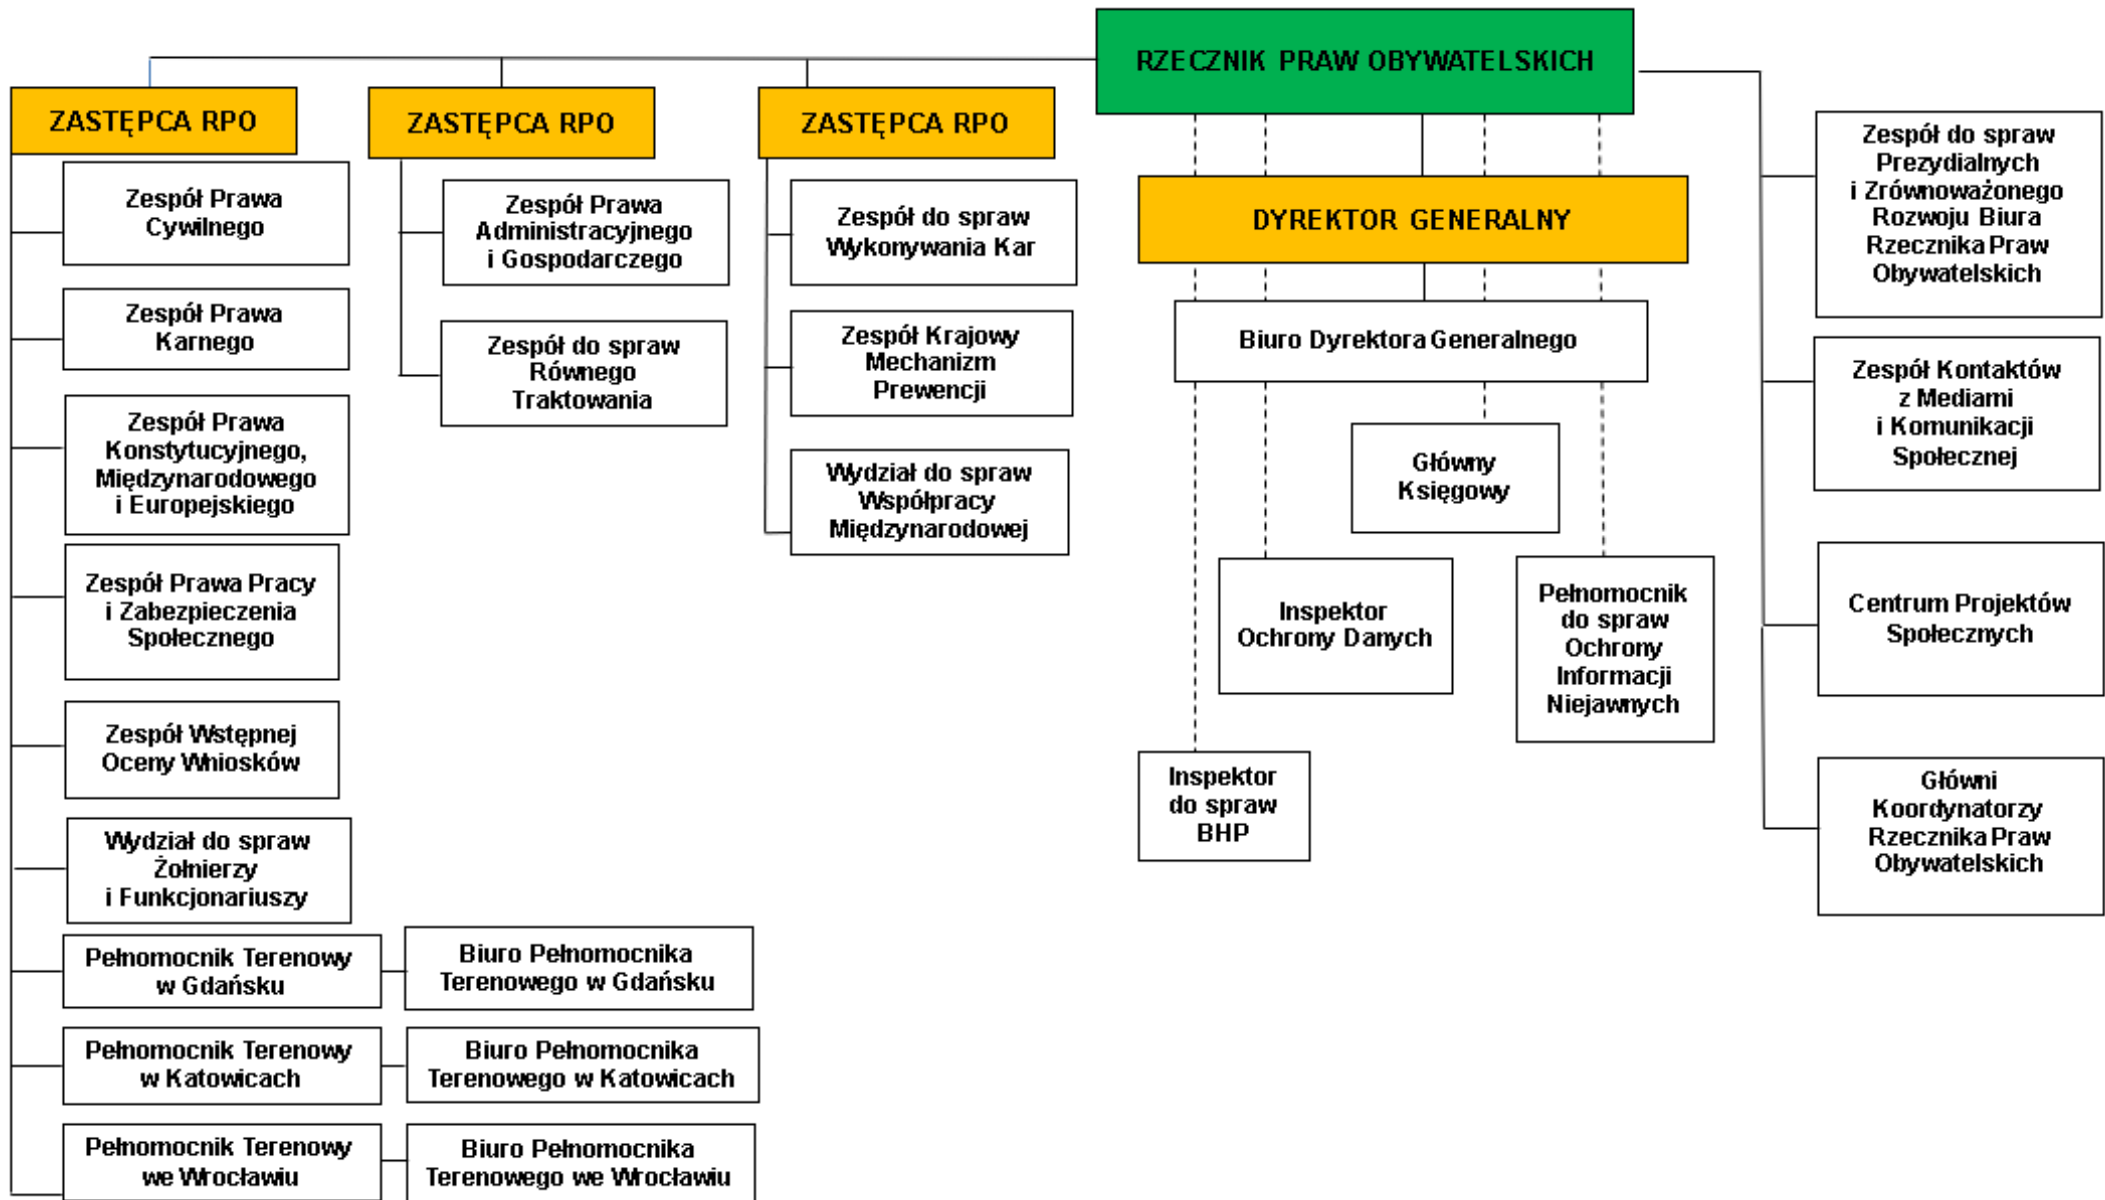 RZECZNIK PRAW OBYWATELSKICH
ZASTĘPCA RPO
Zespół Prawa
Cywilnego
Zespół Prawa
Karnego
Zespół Prawa
Konstytucyjnego,
Międzynarodowego
i Europejskiego
Zespół Prawa Pracy
i Zabezpieczenia
Społecznego
Zespół Wstępnej
Oceny Wniosków
Wydział do spraw
Żołnierzy
i Funkcjonariuszy
Pełnomocnik Terenowy
w Gdańsku
Biuro Pełnomocnika
Terenowego w Gdańsku
Pełnomocnik Terenowy
w Katowicach
Biuro Pełnomocnika
Terenowego w Katowicach
Pełnomocnik Terenowy
we Wrocławiu
Biuro Pełnomocnika
Terenowego we Wrocławiu
ZASTĘPCA RPO
Zespół Prawa
Administracyjnego
i Gospodarczego
Zespół do spraw
Równego
Traktowania
ZASTĘPCA RPO
Zespół do spraw
Wykonywania Kar
Zespół Krajowy
Mechanizm
Prewencji
Wydział do spraw
Współpracy
Międzynarodowej
DYREKTOR GENERALNY
Biuro Dyrektora Generalnego
Główny
Księgowy
Inspektor
Ochrony Danych
Pełnomocnik
do spraw
Ochrony
Informacji
Niejawnych
Inspektor
do spraw
BHP
Zespół do spraw
Prezydialnych
i Zrównoważonego
Rozwoju Biura
Rzecznika Praw
Obywatelskich
Zespół Kontaktów
z Mediami
i Komunikacji
Społecznej
Centrum Projektów
Społecznych
Główni
Koordynatorzy
Rzecznika Praw
Obywatelskich